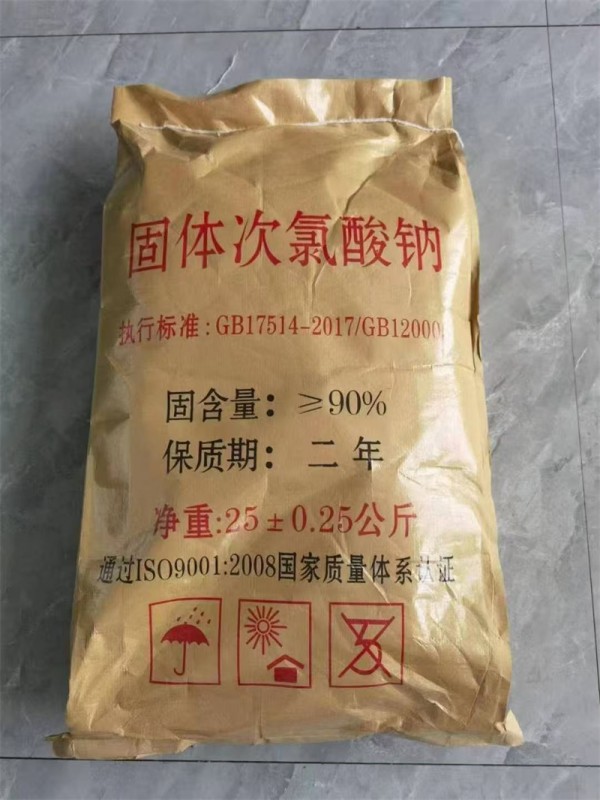 固体次氯酸钠
执行标准:GB17514-2017/GB12000
固含量：≥90%
保质期：二年
净重:25±0.25公斤
通过ISO9001:2008国家质量体系认证